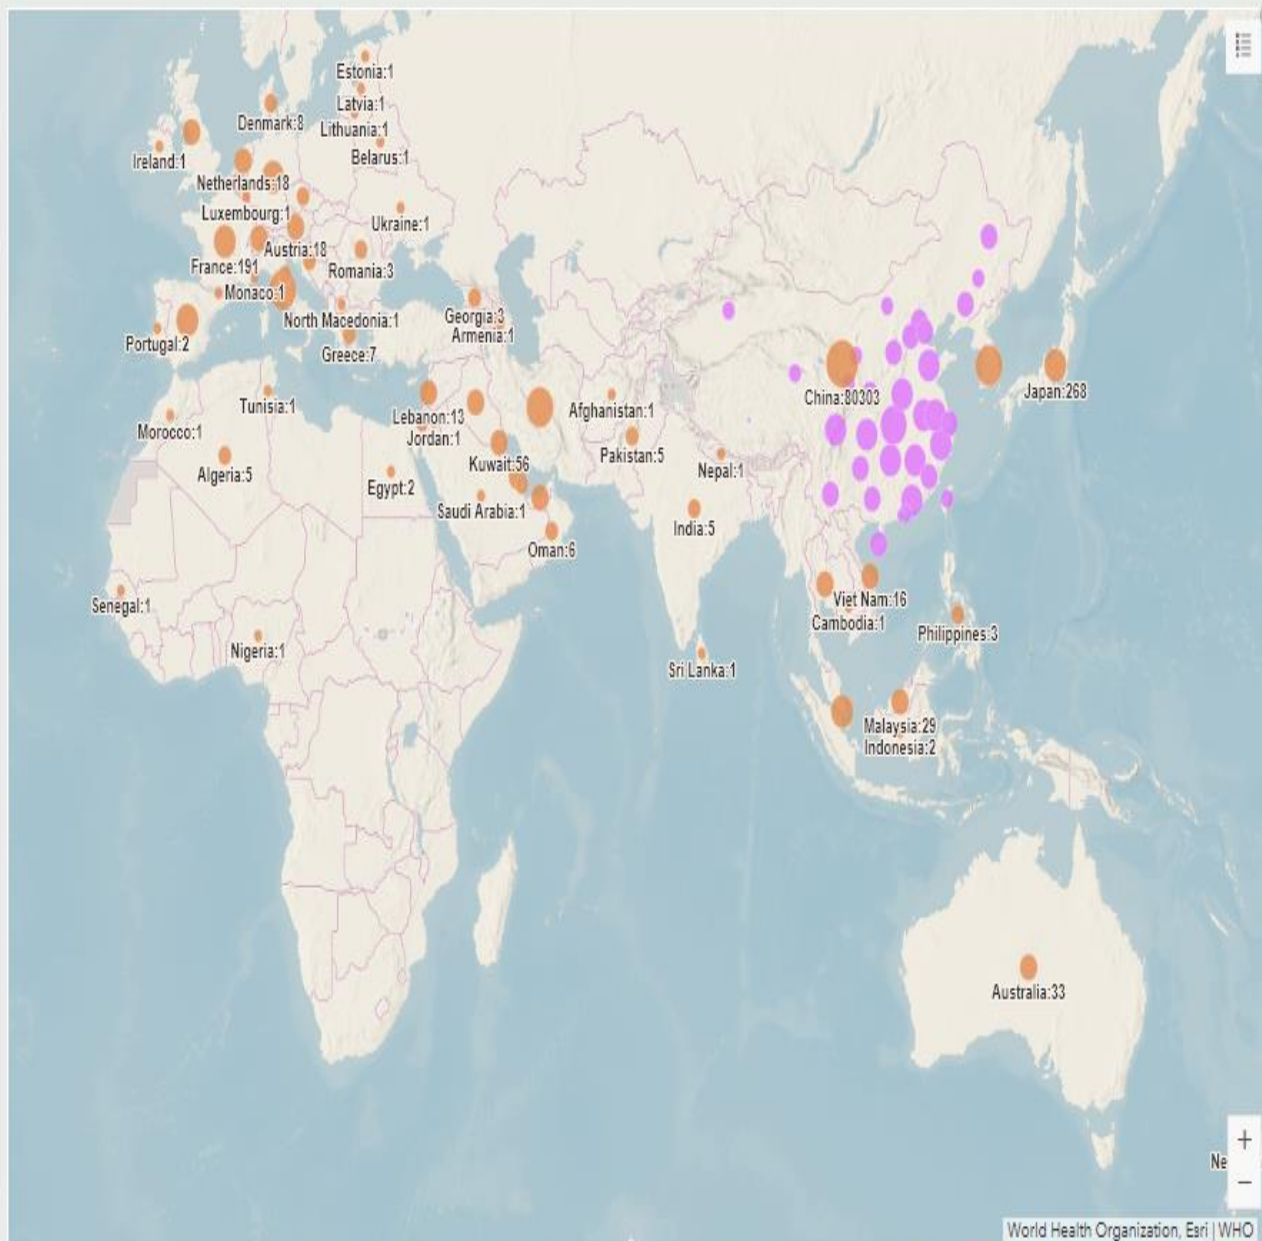 Estonia:1
Latvia:1
Denmark:8
Lithuania:1
Belarus:1
Ireland:1
Netherlands:18
Luxembourg:1
Ukraine:1
Austria:18
France:191
Romania:3
Monaco:1
North Macedonia:1
Georgia:3
Armenia:1
Portugal:2
Greece:7
Japan:268
China:80303
Tunisia:1
Lebanon:13
Afghanistan:1
Morocco:1
Jordan:1
Pakistan:5
Kuwait:56
Nepal:1
Algeria:5
Egypt:2
Saudi Arabia:1
India:5
Oman:6
Senegal:1
Viet Nam:16
Cambodia:1
Philippines:3
Nigeria:1
Sri Lanka:1
Malaysia:29
Indonesia:2
Australia:33
+
Ne
−
World Health Organization, Esri | WHO